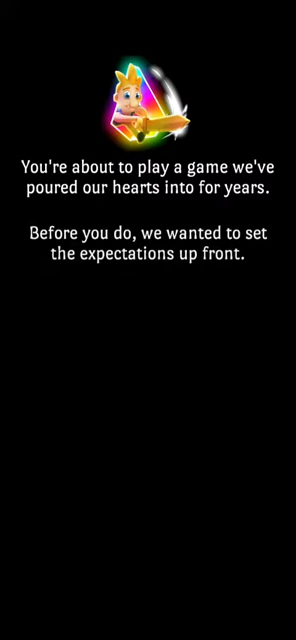 You're about to play a game we've
poured our hearts into for years.
Before you do, we wanted to set
the expectations up front.